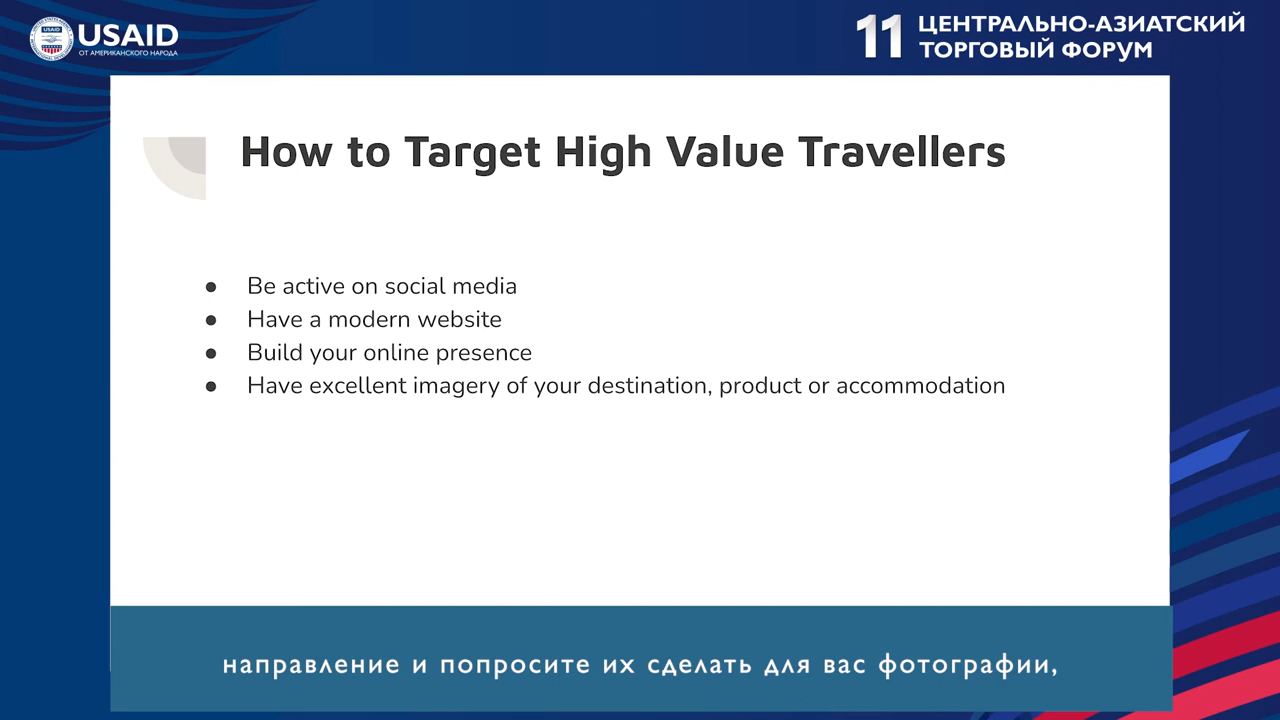 USAID
ОТ АМЕРИКАНСКОГО НАРОДА
11 ЦЕНТРАЛЬНО-АЗИАТСКИЙ
ТОРГОВЫЙ ФОРУМ
How to Target High Value Travellers
● Be active on social media
● Have a modern website
● Build your online presence
● Have excellent imagery of your destination, product or accommodation
направление и попросите их сделать для вас фотографии,